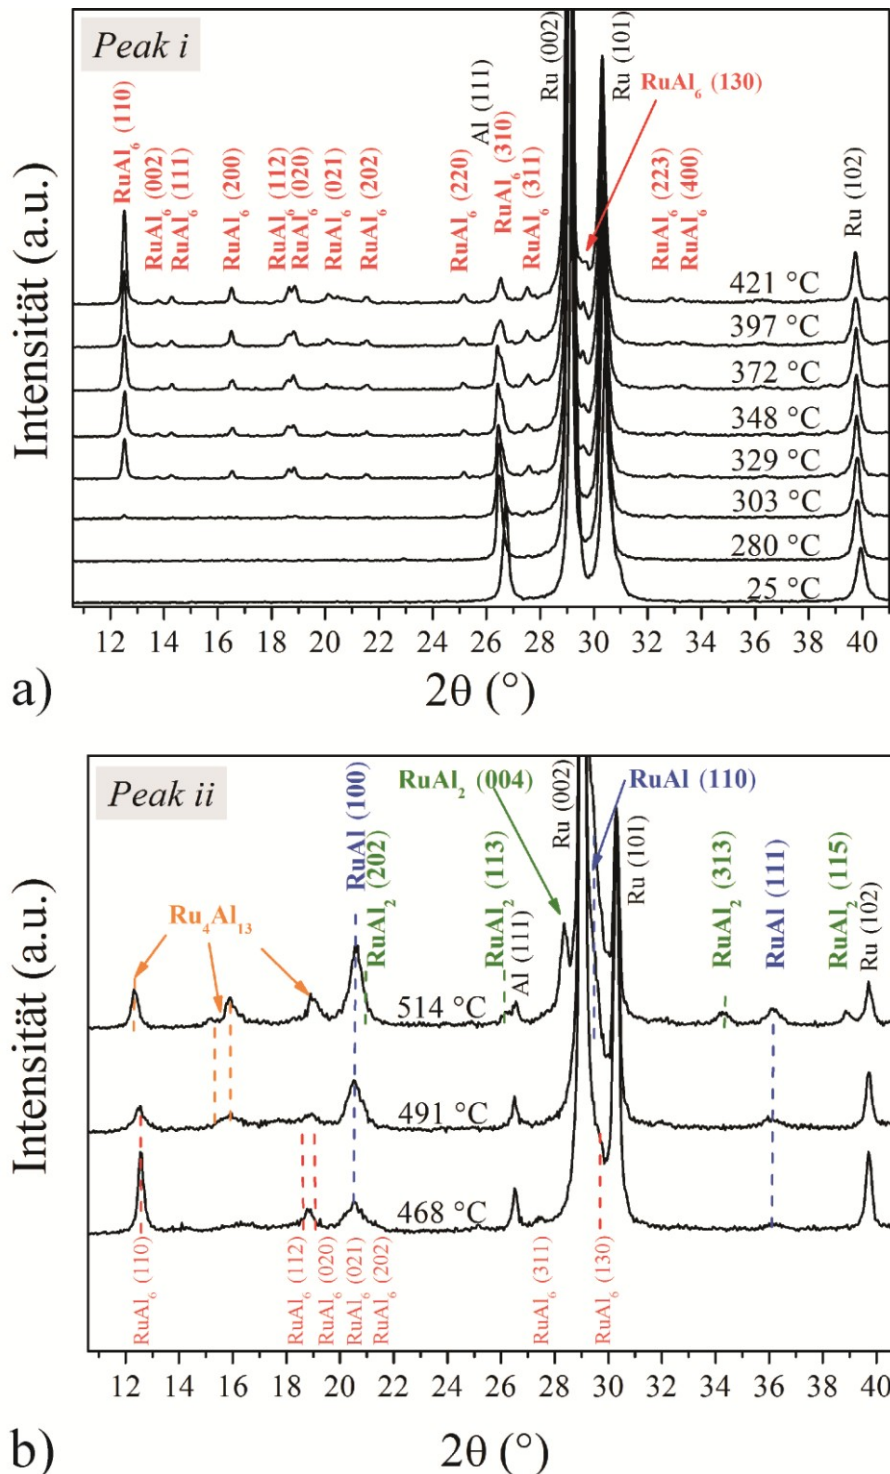 Peak i
RuAl6 (110)
RuAl6 (002)
RuAl6 (111)
RuAl6 (200)
RuAl6 (112)
RuAl6 (020)
RuAl6 (021)
RuAl6 (202)
RuAl6 (220)
Al (111)
RuAl6 (310)
RuAl6 (311)
Ru (002)
Ru (101)
RuAl6 (130)
RuAl6 (223)
RuAl6 (400)
Ru (102)
421 °C
397 °C
372 °C
348 °C
329 °C
303 °C
280 °C
25 °C
Intensität (a.u.)
12 14 16 18 20 22 24 26 28 30 32 34 36 38 40
2θ (°)
a)
Peak ii
Ru4Al13
RuAl (100)
RuAl2 (202)
RuAl2 (004)
RuAl2 (113)
Al (111)
Ru (002)
RuAl (110)
Ru (101)
RuAl2 (313)
RuAl (111)
RuAl2 (115)
Ru (102)
514 °C
491 °C
468 °C
RuAl6 (110)
RuAl6 (112)
RuAl6 (020)
RuAl6 (021)
RuAl6 (202)
RuAl6 (311)
RuAl6 (130)
Intensität (a.u.)
12 14 16 18 20 22 24 26 28 30 32 34 36 38 40
2θ (°)
b)